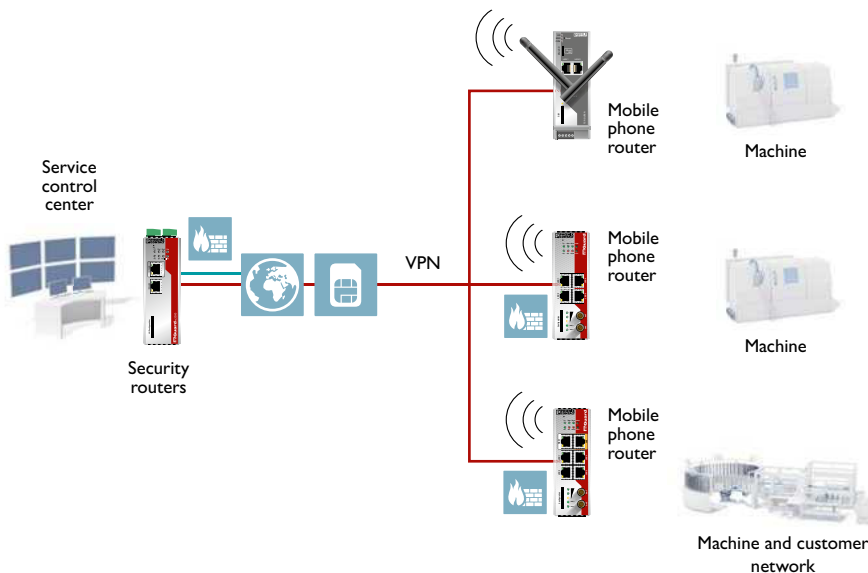 Service
control
center
Security
routers
VPN
Mobile
phone
router
Machine
Mobile
phone
router
Machine
Mobile
phone
router
Machine and customer
network